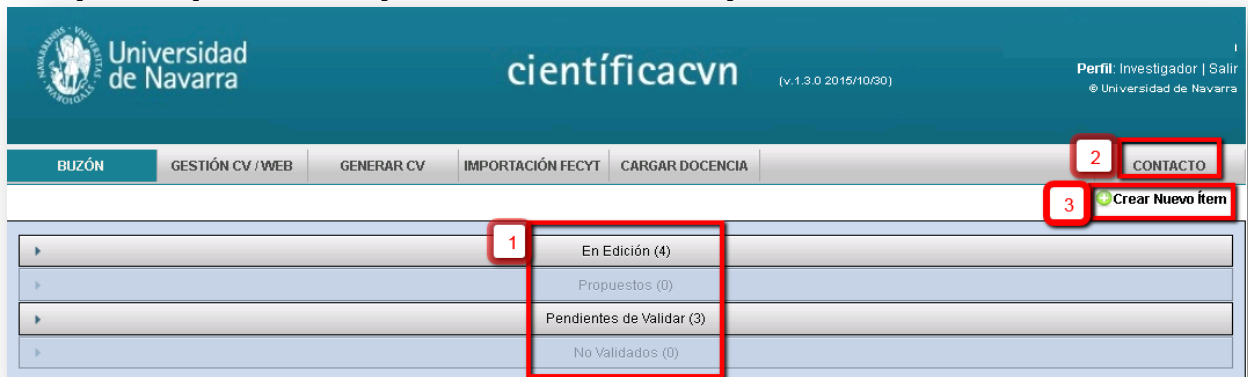 Universidad
de Navarra
científicacvn
(v.1.3.0 2015/10/30)
Perfil: Investigador | Salir
© Universidad de Navarra
BUZÓN
GESTIÓN CV / WEB
GENERAR CV
IMPORTACIÓN FECYT
CARGAR DOCENCIA
2
CONTACTO
3
Crear Nuevo Ítem
1
En Edición (4)
Propuestos (0)
Pendientes de Validar (3)
No Validados (0)